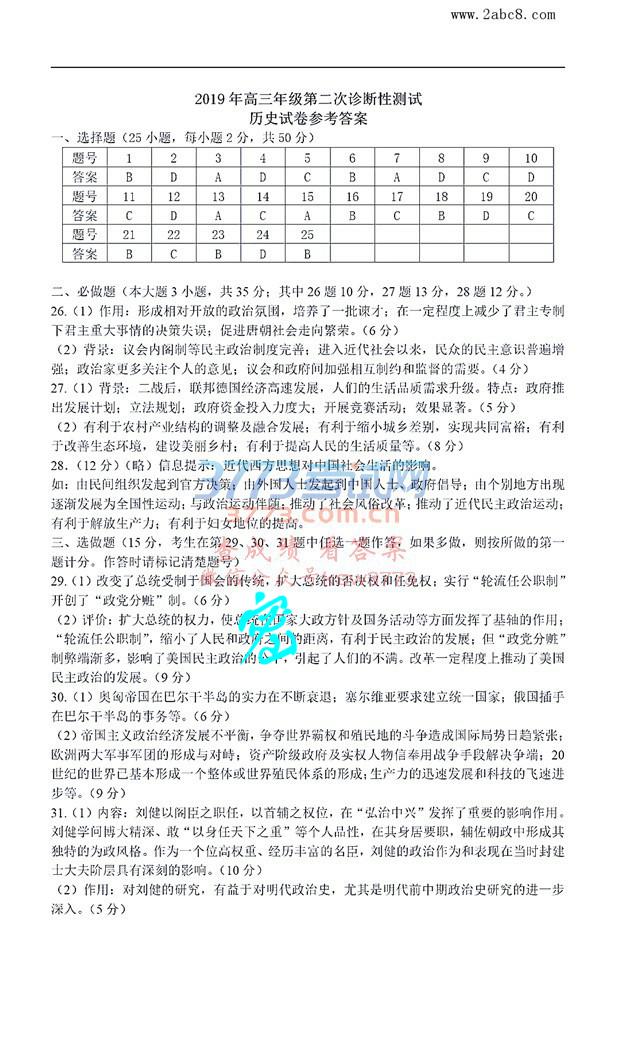 www.2abc8.com
2019年高三年级第二次诊断性测试
历史试卷参考答案
一、选择题（25小题，每小题2分，共50分）
题号 1 2 3 4 5 6 7 8 9 10
答案 B D A D C B A D C D
题号 11 12 13 14 15 16 17 18 19 20
答案 C D A C A B C B D C
题号 21 22 23 24 25
答案 B C B D B
二、必做题（本大题3小题，共35分；其中26题10分，27题13分，28题12分。）
26.（1）作用：形成相对开放的政治氛围，培养了一批谏才；在一定程度上减少了君主专制
下君主重大事情的决策失误；促进唐朝社会走向繁荣。（6分）
（2）背景：议会内阁制等民主政治制度完善；进入近代社会以来，民众的民主意识普遍增
强；政治家更多关注个人的意见；议会和政府间加强相互制约和监督的需要。（4分）
27.（1）背景：二战后，联邦德国经济高速发展，人们的生活品质需求升级。特点：政府推
出发展计划；立法规划；政府资金投入力度大；开展竞赛活动；效果显著。（5分）
（2）有利于农村产业结构的调整及融合发展；有利于缩小城乡差别，实现共同富裕；有利
于改善生态环境，建设美丽乡村；有利于提高人民的生活质量等。（8分）
28.（12分）（略）信息提示：近代西方思想对中国社会生活的影响。
如：由民间组织发起到官方决策；由外国人士发起到中国人士、政府倡导；由个别地方出现
逐渐发展为全国性运动；与政治运动伴随；推动了社会风俗改革；推动了近代民主政治运动；
有利于解放生产力；有利于妇女地位的提高。
三、选做题（15分，考生在第29、30、31题中任选一题作答，如果多做，则按所做的第一
题计分。作答时请标记清楚题号）
29.（1）改变了总统受制于国会的传统，扩大总统的否决权和任免权；实行“轮流任公职制”
开创了“政党分赃”制。（6分）
（2）评价：扩大总统的权力，使总统在国家大政方针及国务活动等方面发挥了基轴的作用；
“轮流任公职制”，缩小了人民和政府之间的距离，有利于民主政治的发展；但“政党分赃”
制弊端渐多，影响了美国民主政治的公平，引起了人们的不满。改革一定程度上推动了美国
民主政治的发展。（9分）
30.（1）奥匈帝国在巴尔干半岛的实力在不断衰退；塞尔维亚要求建立统一国家；俄国插手
在巴尔干半岛的事务等。（6分）
（2）帝国主义政治经济发展不平衡，争夺世界霸权和殖民地的斗争造成国际局势日趋紧张；
欧洲两大军事军团的形成与对峙；资产阶级政府及实权人物信奉用战争手段解决争端；20
世纪的世界已基本形成一个整体或世界殖民体系的形成；生产力的迅速发展和科技的飞速进
步等。（9分）
31.（1）内容：刘健以阁臣之职任，以首辅之权位，在“弘治中兴”发挥了重要的影响作用。
刘健学问博大精深、敢“以身任天下之重”等个人品性，在其身居要职，辅佐朝政中形成其
独特的为政风格。作为一个位高权重、经历丰富的名臣，刘健的政治作为和表现在当时封建
士大夫阶层具有深刻的影响。（10分）
（2）作用：对刘健的研究，有益于对明代政治史，尤其是明代前中期政治史研究的进一步
深入。（5分）
3773考试网
3773.com
查成绩 看答案